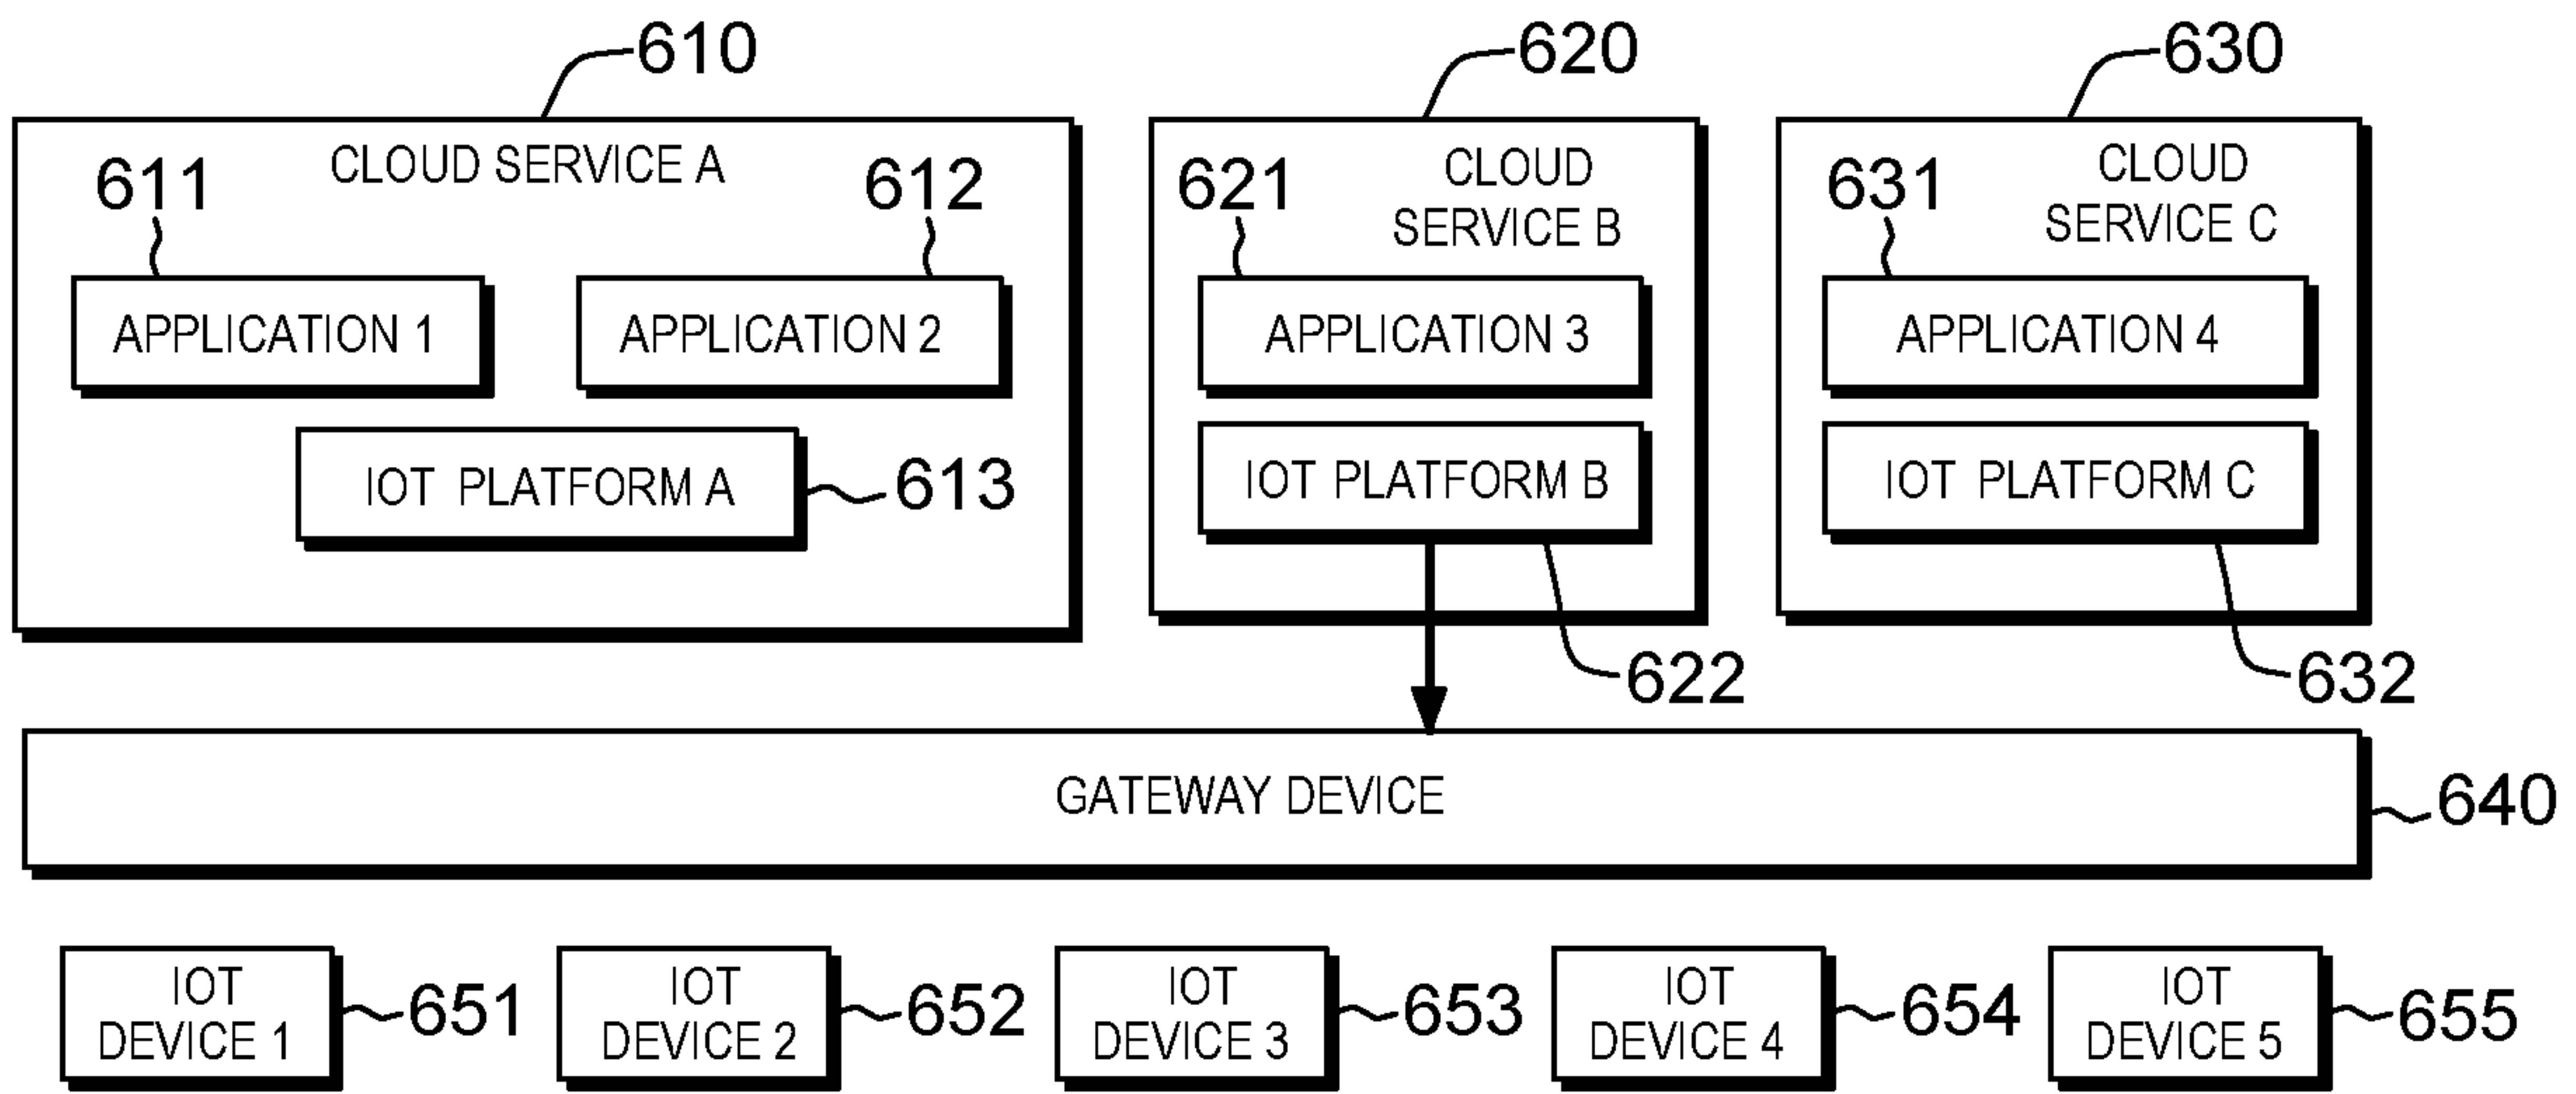 610
620
630
CLOUD SERVICE A
611
612
CLOUD
SERVICE B
621
CLOUD
SERVICE C
631
APPLICATION 1
APPLICATION 2
APPLICATION 3
APPLICATION 4
IOT PLATFORM A
613
IOT PLATFORM B
IOT PLATFORM C
622
632
GATEWAY DEVICE
640
IOT
DEVICE 1
651
IOT
DEVICE 2
652
IOT
DEVICE 3
653
IOT
DEVICE 4
654
IOT
DEVICE 5
655